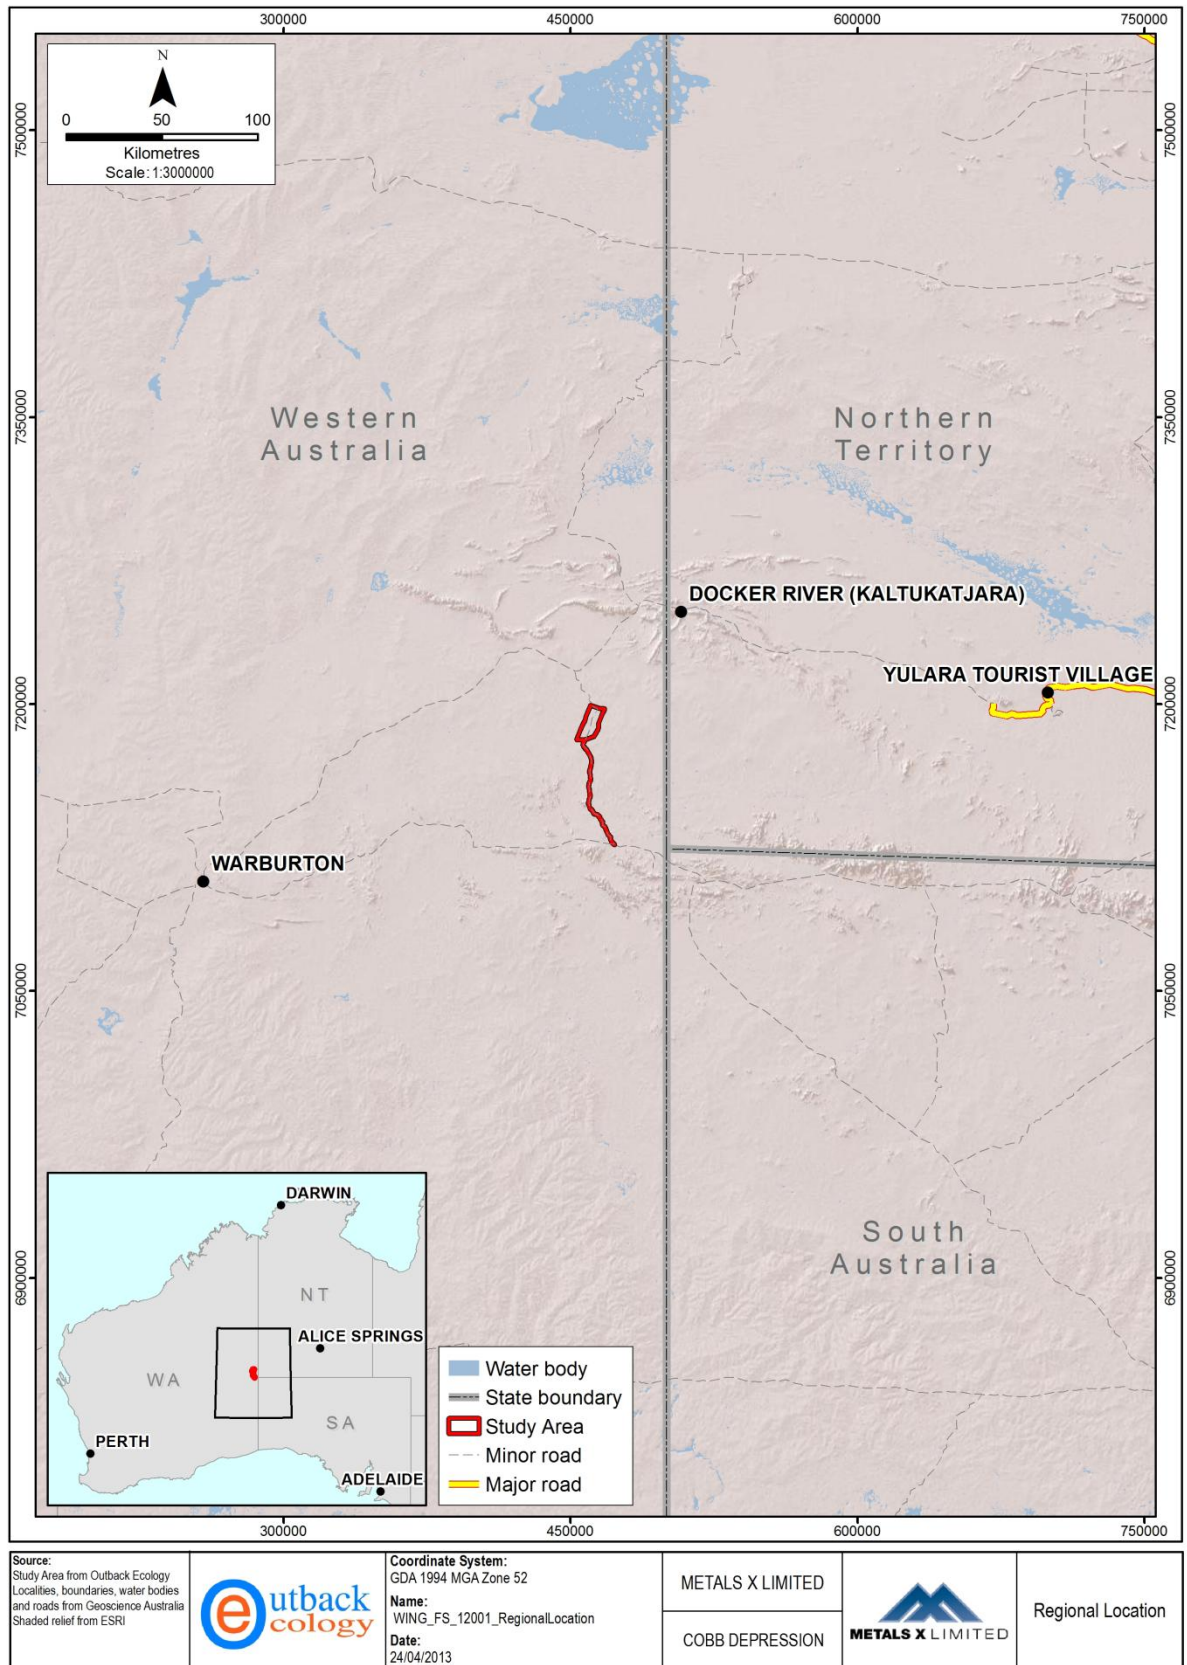 300000
450000
600000
750000
N
0
50
100
Kilometres
Scale: 1:3000000
7500000
7500000
Western
Australia
Northern
Territory
7350000
7350000
DOCKER RIVER (KALTUKATJARA)
YULARA TOURIST VILLAGE
7200000
7200000
WARBURTON
7050000
7050000
South
Australia
6900000
6900000
DARWIN
NT
ALICE SPRINGS
WA
SA
PERTH
ADELAIDE
Water body
State boundary
Study Area
Minor road
Major road
300000
450000
600000
750000
Source:
Study Area from Outback Ecology
Localities, boundaries, water bodies
and roads from Geoscience Australia
Shaded relief from ESRI
utback
ecology
Coordinate System:
GDA 1994 MGA Zone 52
Name:
WING_FS_12001_RegionalLocation
Date:
24/04/2013
METALS X LIMITED
COBB DEPRESSION
METALS X LIMITED
Regional Location